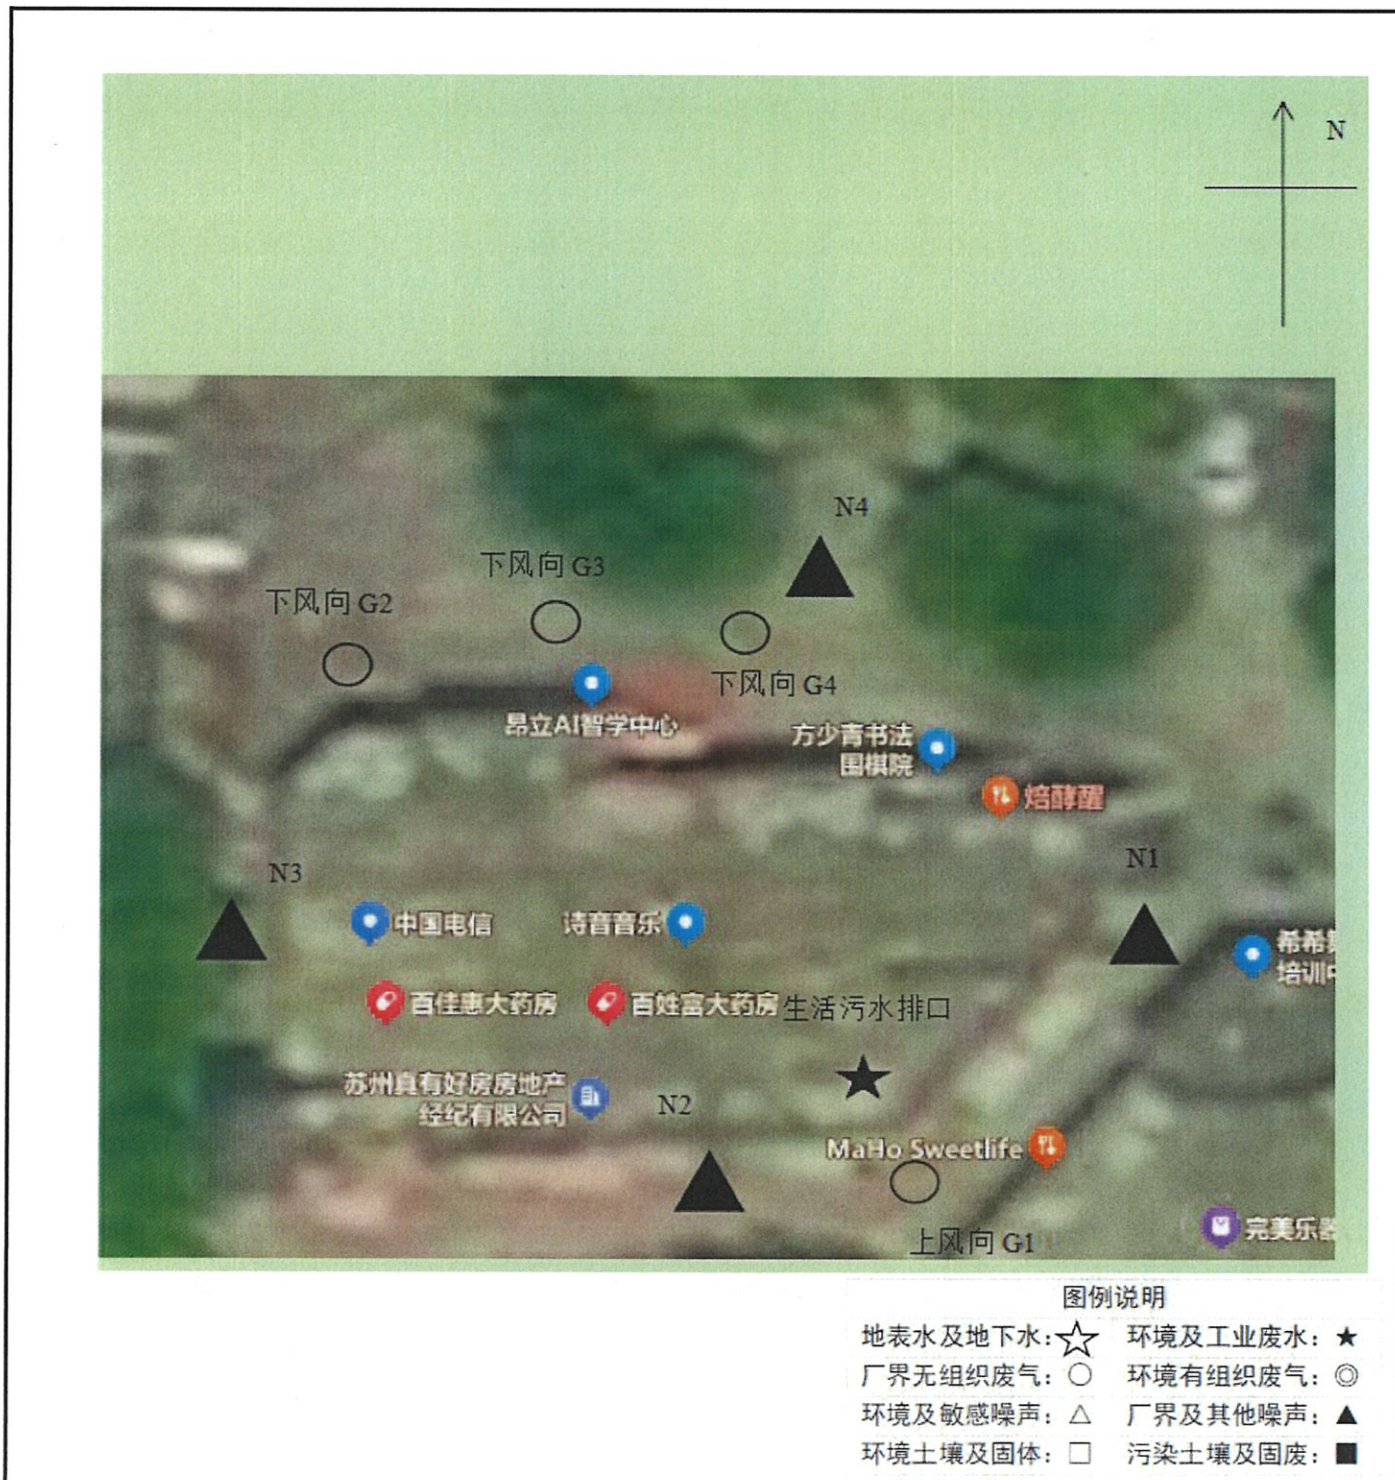 N
N4
下风向 G3
下风向 G2
下风向 G4
昂立AI智学中心
方少青书法
围棋院
焙酵醒
N3
N1
中国电信
诗音音乐
希希
培训中
百佳惠大药房
百姓富大药房
生活污水排口
苏州真有好房房地产
经纪有限公司
N2
MaHo Sweetlife
上风向 G1
完美乐器
图例说明
地表水及地下水：☆ 环境及工业废水：★
厂界无组织废气：○ 环境有组织废气：◎
环境及敏感噪声：△ 厂界及其他噪声：▲
环境土壤及固体：□ 污染土壤及固废：■